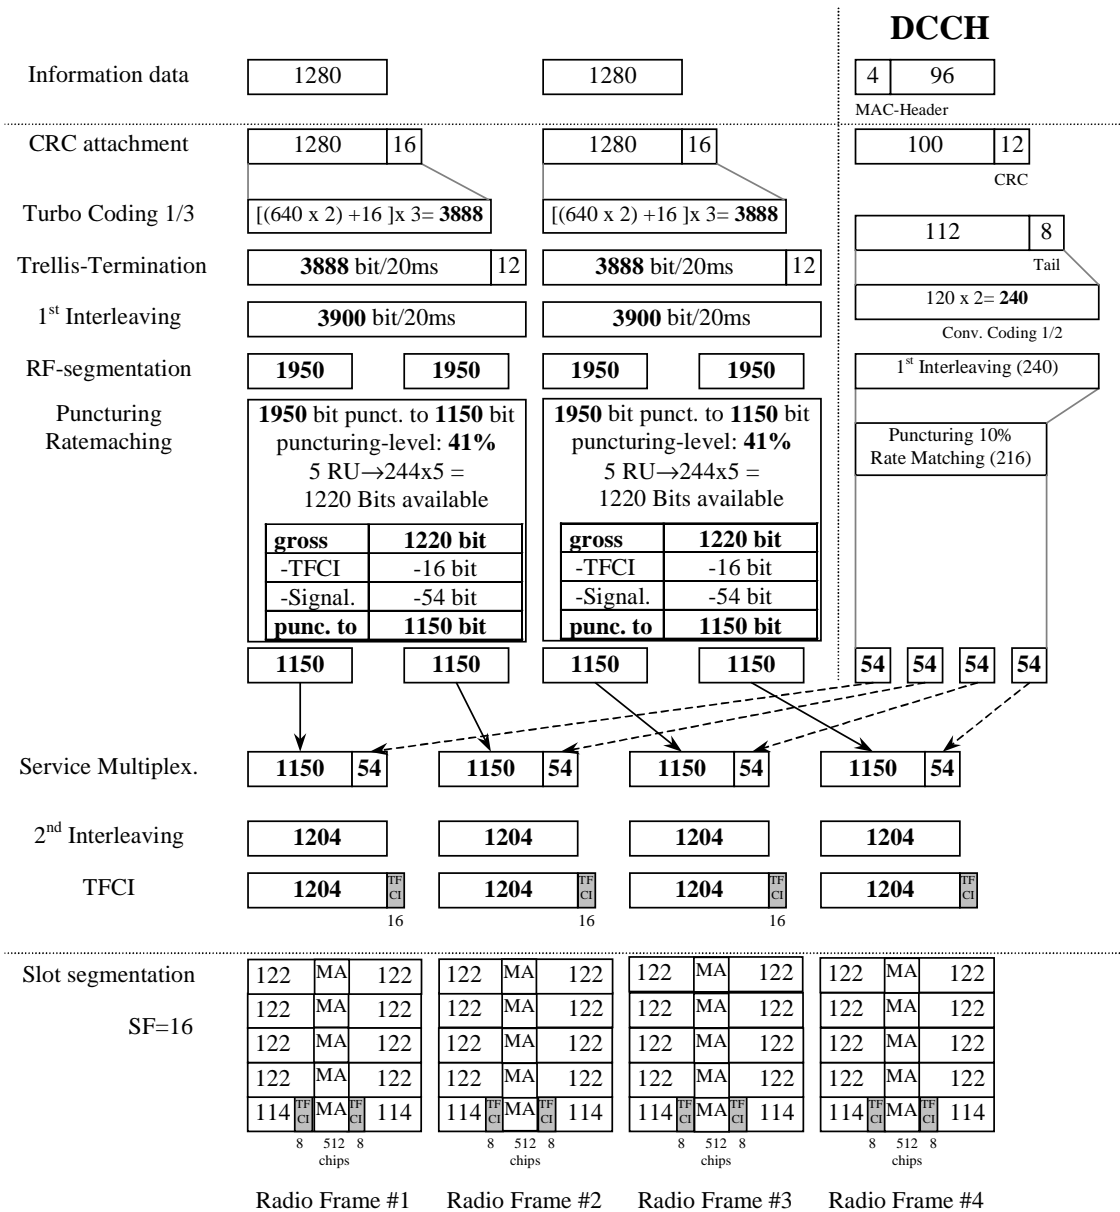 DCCH
Information data 1280 1280 4 96
MAC-Header
CRC attachment 1280 16 1280 16 100 12
CRC
Turbo Coding 1/3 [(640 x 2) +16 ]x 3= 3888 [(640 x 2) +16 ]x 3= 3888
112 8
Trellis-Termination 3888 bit/20ms 12 3888 bit/20ms 12
Tail
120 x 2= 240
1st Interleaving 3900 bit/20ms 3900 bit/20ms
Conv. Coding 1/2
RF-segmentation 1950 1950 1950 1950 1st Interleaving (240)
Puncturing
Ratemaching
1950 bit punct. to 1150 bit
puncturing-level: 41%
5 RU→244x5 =
1220 Bits available
gross 1220 bit
-TFCI -16 bit
-Signal. -54 bit
punc. to 1150 bit
1950 bit punct. to 1150 bit
puncturing-level: 41%
5 RU→244x5 =
1220 Bits available
gross 1220 bit
-TFCI -16 bit
-Signal. -54 bit
punc. to 1150 bit
Puncturing 10%
Rate Matching (216)
1150 1150 1150 1150 54 54 54 54
Service Multiplex. 1150 54 1150 54 1150 54 1150 54
2nd Interleaving 1204 1204 1204 1204
TFCI 1204 TF CI 1204 TF CI 1204 TF CI 1204 TF CI
16 16 16
Slot segmentation 122 MA 122 122 MA 122 122 MA 122 122 MA 122
SF=16 122 MA 122 122 MA 122 122 MA 122 122 MA 122
122 MA 122 122 MA 122 122 MA 122 122 MA 122
122 MA 122 122 MA 122 122 MA 122 122 MA 122
114 TF CI MA TF CI 114 114 TF CI MA TF CI 114 114 TF CI MA TF CI 114 114 TF CI MA TF CI 114
8 512 8 8 512 8 8 512 8 8 512 8
chips chips chips chips
Radio Frame #1 Radio Frame #2 Radio Frame #3 Radio Frame #4